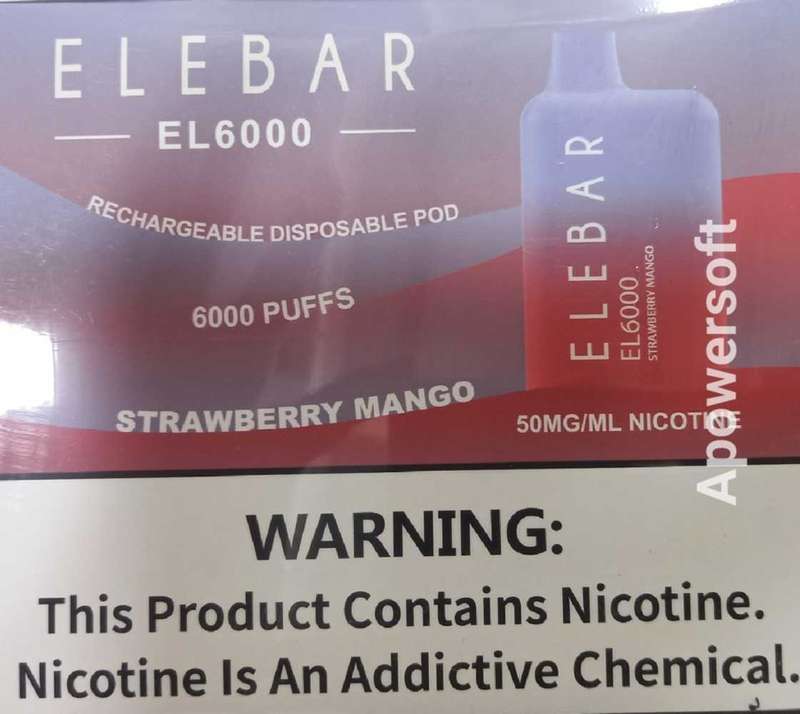 ELEBAR
EL6000
RECHARGEABLE DISPOSABLE POD
6000 PUFFS
STRAWBERRY MANGO
ELEBAR
EL6000
STRAWBERRY MANGO
50MG/ML NICOTINE
Apowersoft
WARNING:
This Product Contains Nicotine.
Nicotine Is An Addictive Chemical.